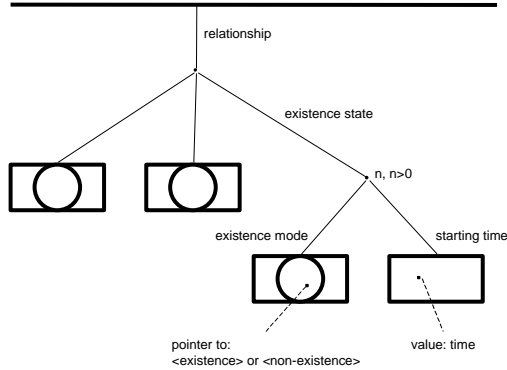 relationship
existence state
n, n>0
existence mode
starting time
pointer to:
<existence> or <non-existence>
value: time